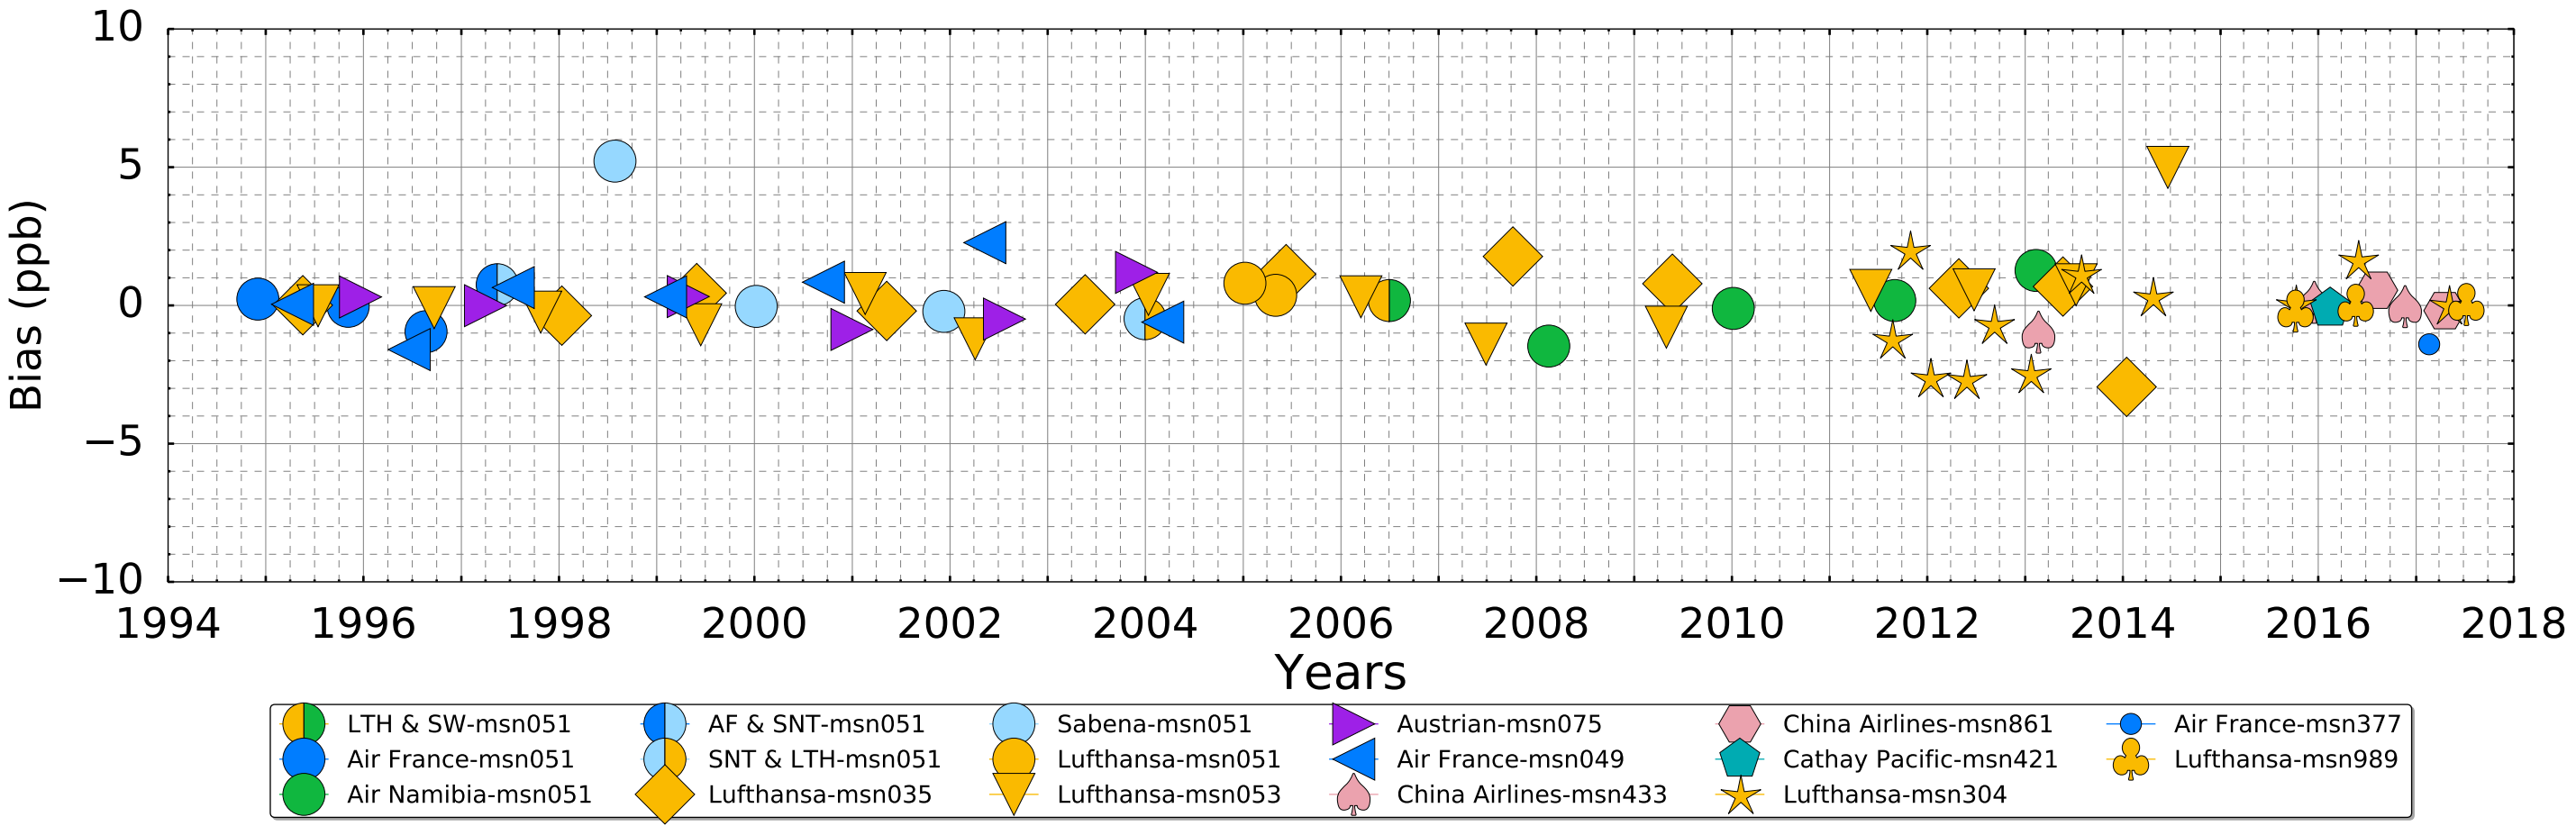 10
5
0
−5
−10
Bias (ppb)
1994 1996 1998 2000 2002 2004 2006 2008 2010 2012 2014 2016 2018
Years
LTH & SW-msn051 AF & SNT-msn051 Sabena-msn051 Austrian-msn075 China Airlines-msn861 Air France-msn377
Air France-msn051 SNT & LTH-msn051 Lufthansa-msn051 Air France-msn049 Cathay Pacific-msn421 Lufthansa-msn989
Air Namibia-msn051 Lufthansa-msn035 Lufthansa-msn053 China Airlines-msn433 Lufthansa-msn304